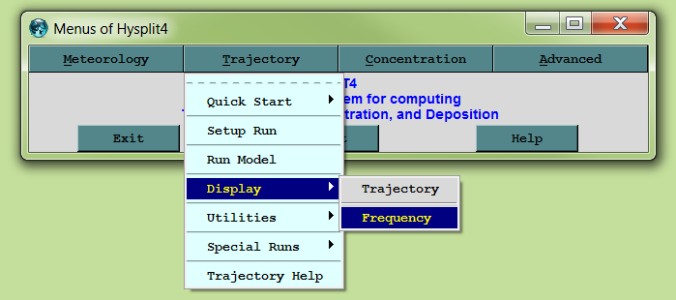 Menus of Hysplit4
Meteorology Trajectory Concentration Advanced
T4
em for computing
tration, and Deposition
Exit Help
Quick Start
Setup Run
Run Model
Display Trajectory
Utilities Frequency
Special Runs
Trajectory Help